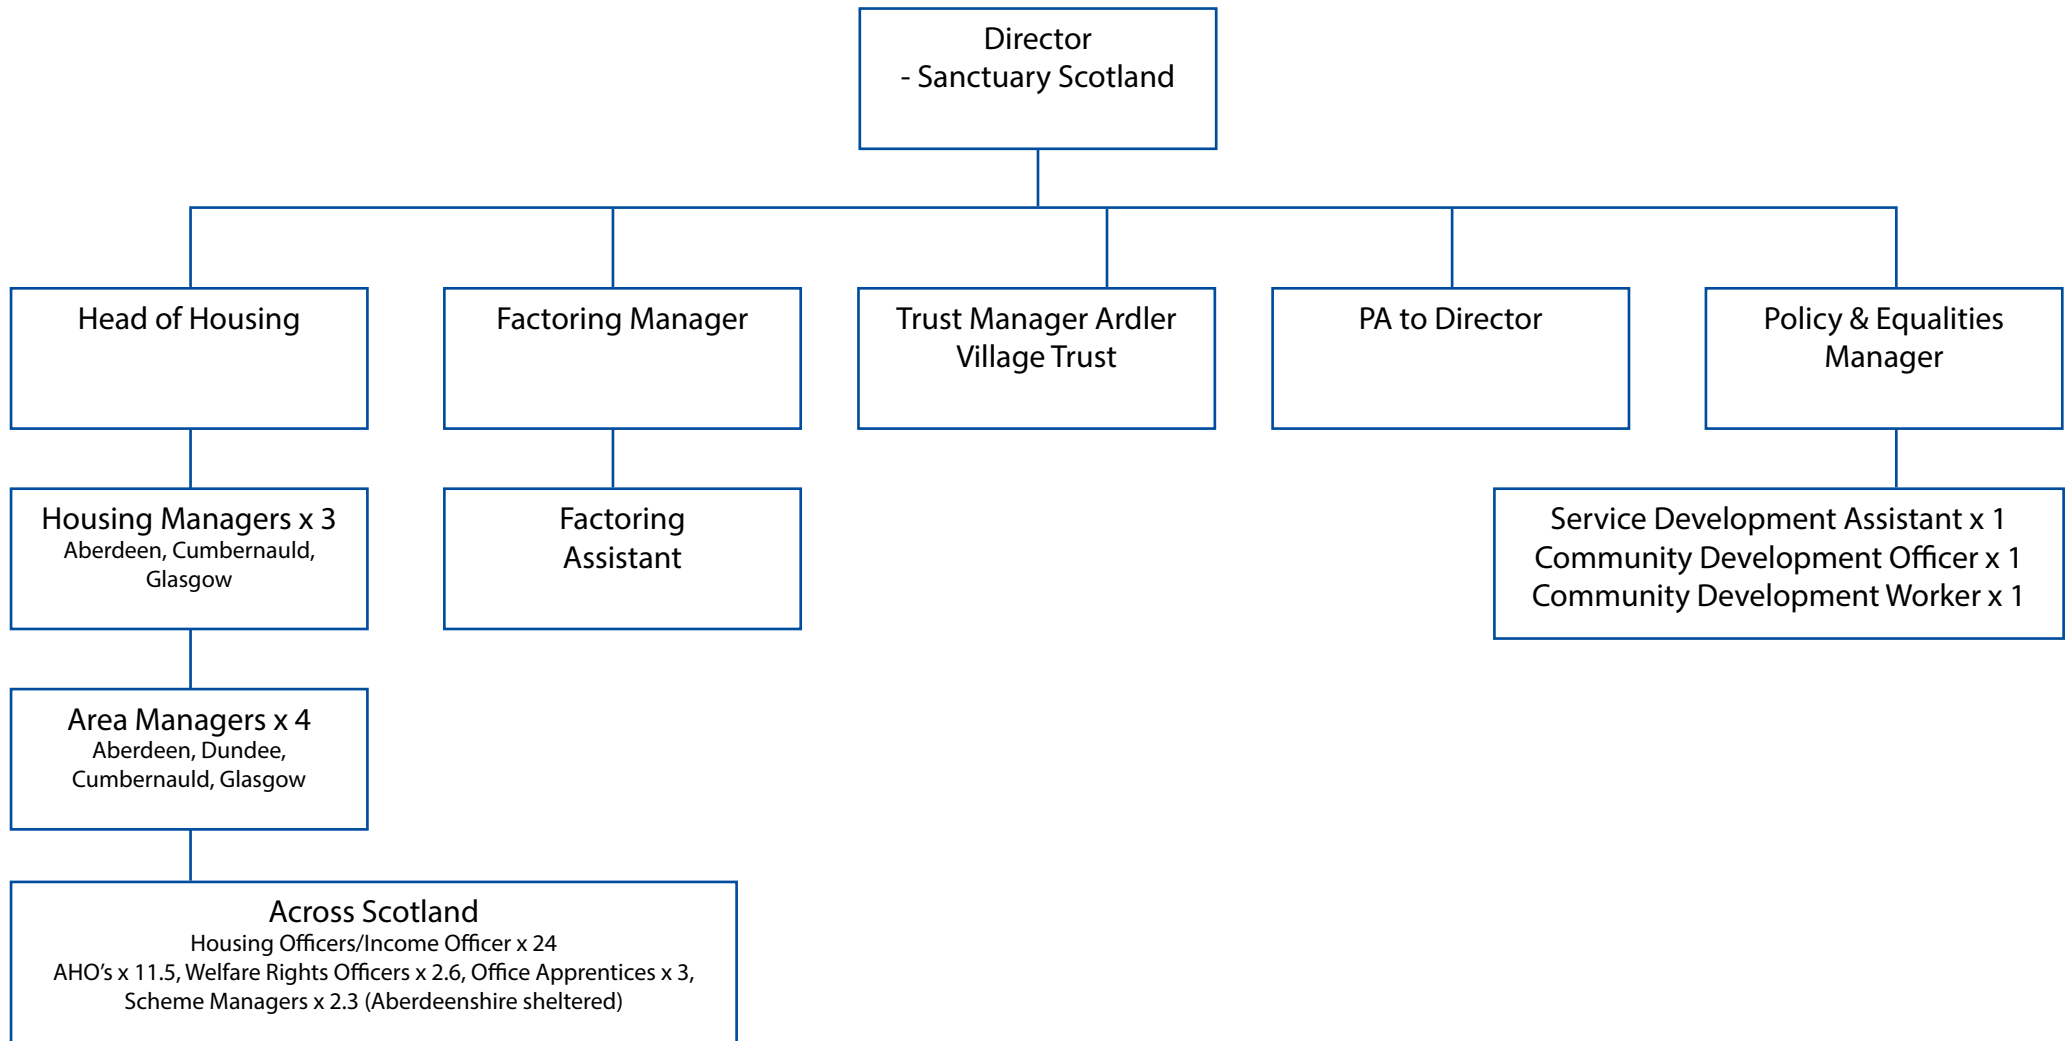 Director
- Sanctuary Scotland
Head of Housing
Factoring Manager
Trust Manager Ardler
Village Trust
PA to Director
Policy & Equalities
Manager
Housing Managers x 3
Aberdeen, Cumbernauld,
Glasgow
Factoring
Assistant
Service Development Assistant x 1
Community Development Officer x 1
Community Development Worker x 1
Area Managers x 4
Aberdeen, Dundee,
Cumbernauld, Glasgow
Across Scotland
Housing Officers/Income Officer x 24
AHO’s x 11.5, Welfare Rights Officers x 2.6, Office Apprentices x 3,
Scheme Managers x 2.3 (Aberdeenshire sheltered)